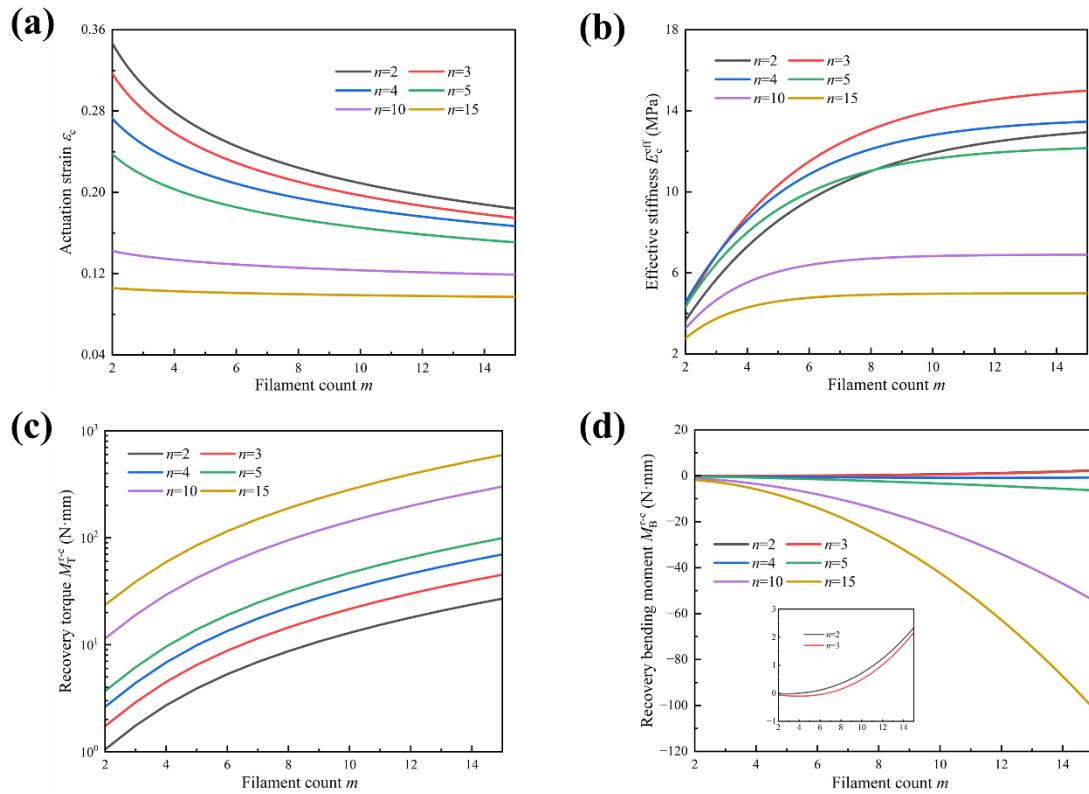 (a)
0.36
0.28
0.20
0.12
0.04
Actuation strain εc
n=2 n=3
n=4 n=5
n=10 n=15
2 4 6 8 10 12 14
Filament count m
(b)
18
14
10
6
2
Effective stiffness E_c^eff (MPa)
n=2 n=3
n=4 n=5
n=10 n=15
2 4 6 8 10 12 14
Filament count m
(c)
10³
10²
10¹
10⁰
Recovery torque M_T^r-c (N·mm)
n=2 n=3
n=4 n=5
n=10 n=15
2 4 6 8 10 12 14
Filament count m
(d)
20
0
−20
−40
−60
−80
−100
−120
Recovery bending moment M_B^r-c (N·mm)
n=2 n=3
n=4 n=5
n=10 n=15
3
2
1
0
−1
n=2
n=3
2 4 6 8 10 12 14
2 4 6 8 10 12 14
Filament count m